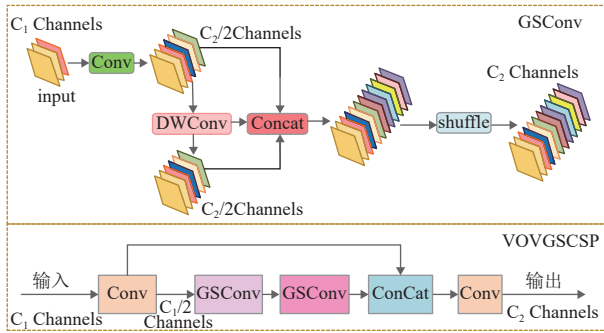 GSConv
C₁ Channels
C₂/2Channels
C₂ Channels
Conv
input
DWConv
Concat
shuffle
C₂/2Channels
VOVGSCSP
输入
输出
Conv
GSConv
GSConv
ConCat
Conv
C₁ Channels
C₁/2
Channels
C₂ Channels